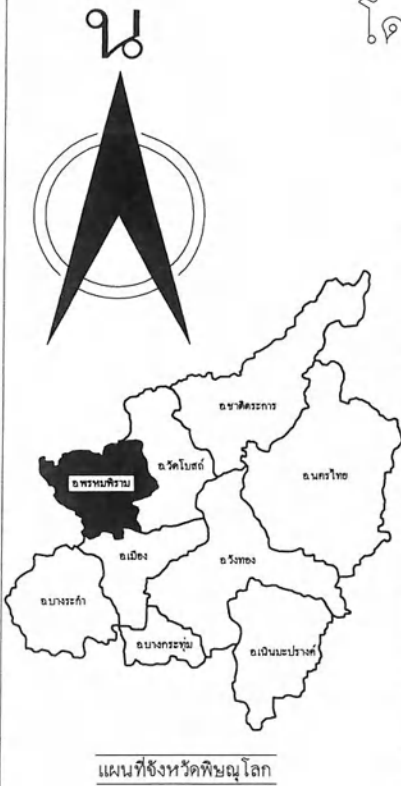 น
โด
อ.ชาติตระการ
อ.วัดโบสถ์
อ.นครไทย
อ.พรหมพิราม
อ.เมือง
อ.วังทอง
อ.บางระกำ
อ.บางกระทุ่ม
อ.เนินมะปรางค์
แผนที่จังหวัดพิษณุโลก